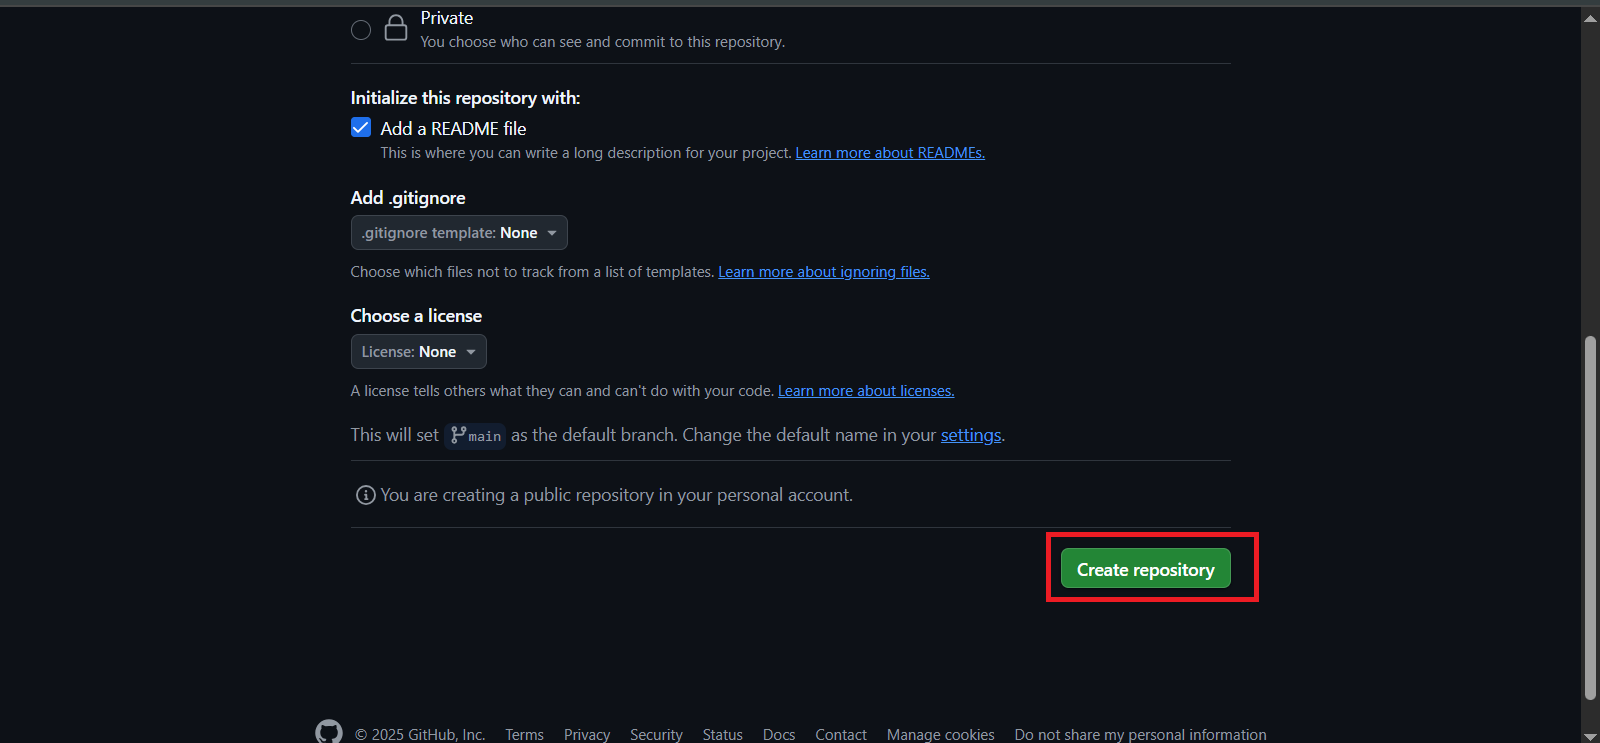 Private
You choose who can see and commit to this repository.
Initialize this repository with:
Add a README file
This is where you can write a long description for your project. Learn more about READMEs.
Add .gitignore
.gitignore template: None
Choose which files not to track from a list of templates. Learn more about ignoring files.
Choose a license
License: None
A license tells others what they can and can't do with your code. Learn more about licenses.
This will set main as the default branch. Change the default name in your settings.
You are creating a public repository in your personal account.
Create repository
© 2025 GitHub, Inc. Terms Privacy Security Status Docs Contact Manage cookies Do not share my personal information